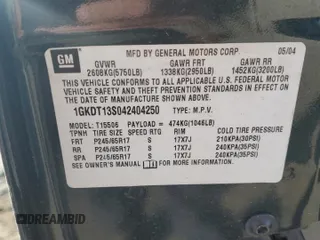 GM
MFD BY GENERAL MOTORS CORP 05/04
GVWR GAWR FRT GAWR RR
2608KG(5750LB) 1338KG(2950LB) 1452KG(3200LB)
THIS VEHICLE CONFORMS TO ALL APPLICABLE U.S. FEDERAL MOTOR
VEHICLE SAFETY AND THEFT PREVENTION STANDARDS IN EFFECT
ON THE DATE OF MANUFACTURE SHOWN ABOVE.
1GKDT13S042404250 TYPE: M.P.V.
MODEL: T15506 PAYLOAD = 474KG(1046LB)
TPNH TIRE SIZE SPEED RTG RIM COLD TIRE PRESSURE
FRT P245/65R17 S 17X7J 210KPA(30PSI)
RR P245/65R17 S 17X7J 240KPA(35PSI)
SPA P245/65R17 S 17X7J 240KPA(35PSI)
SEE OWNER'S MANUAL FOR MORE INFORMATION
COPARTDAMBID